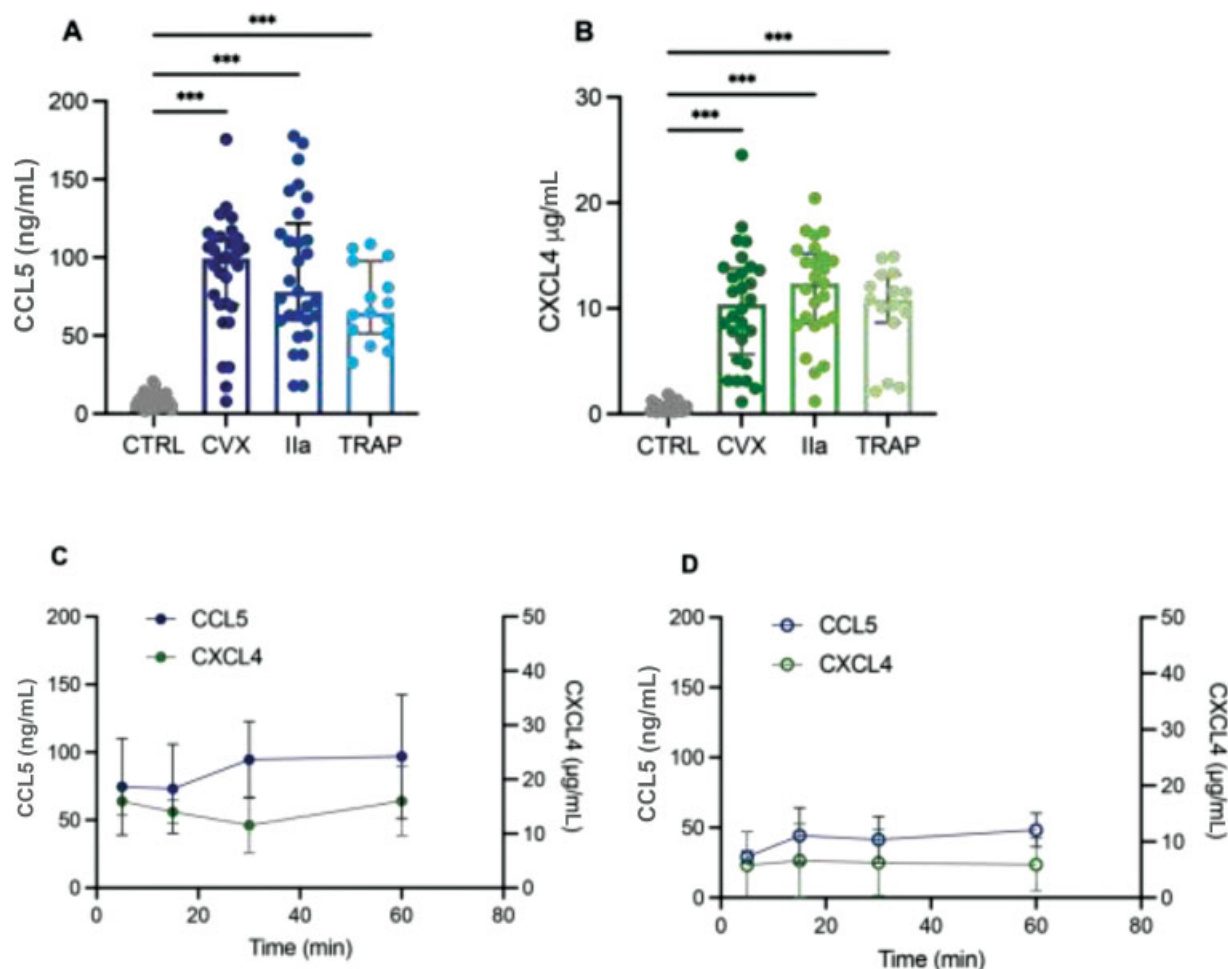 A
***
***
***
CCL5 (ng/mL)
200
150
100
50
0
CTRL CVX IIa TRAP
B
***
***
***
CXCL4 µg/mL
30
20
10
0
CTRL CVX IIa TRAP
C
CCL5
CXCL4
CCL5 (ng/mL)
200
150
100
50
0
50
40
30
20
10
0
CXCL4 (µg/mL)
0 20 40 60 80
Time (min)
D
CCL5
CXCL4
CCL5 (ng/mL)
200
150
100
50
0
50
40
30
20
10
0
CXCL4 (µg/mL)
0 20 40 60 80
Time (min)